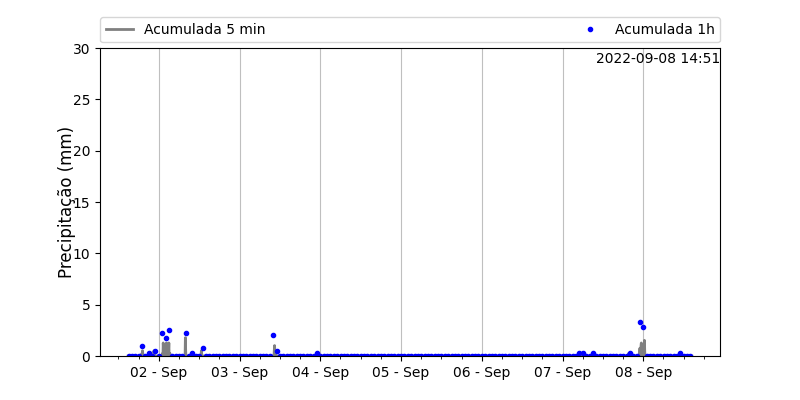 Acumulada 5 min Acumulada 1h
2022-09-08 14:51
Precipitação (mm)
30
25
20
15
10
5
0
02 - Sep 03 - Sep 04 - Sep 05 - Sep 06 - Sep 07 - Sep 08 - Sep